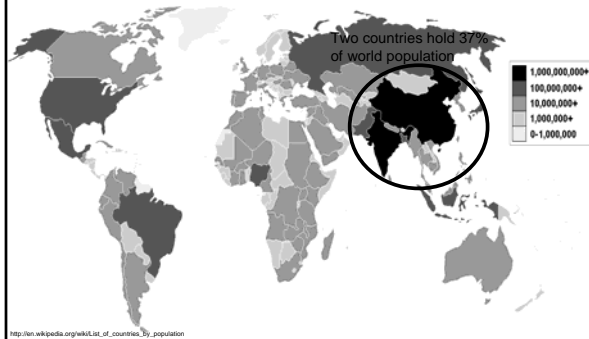 Two countries hold 37%
of world population
1,000,000,000+
100,000,000+
10,000,000+
1,000,000+
0-1,000,000
http://en.wikipedia.org/wiki/List_of_countries_by_population